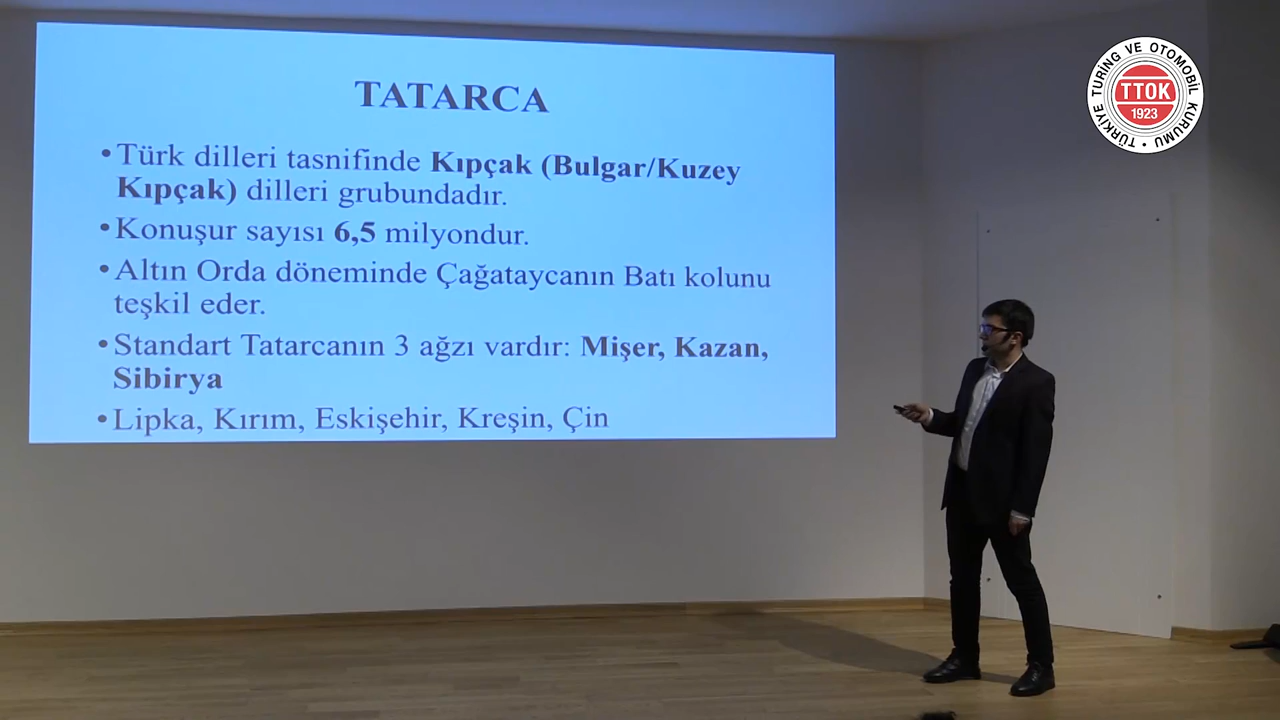 TATARCA
•Türk dilleri tasnifinde Kıpçak (Bulgar/Kuzey
Kıpçak) dilleri grubundadır.
•Konuşur sayısı 6,5 milyondur.
•Altın Orda döneminde Çağataycanın Batı kolunu
teşkil eder.
•Standart Tatarcanın 3 ağzı vardır: Mişer, Kazan,
Sibirya
•Lipka, Kırım, Eskişehir, Kreşin, Çin
TÜRKİYE TURİNG VE OTOMOBİL KURUMU •
TTOK
1923